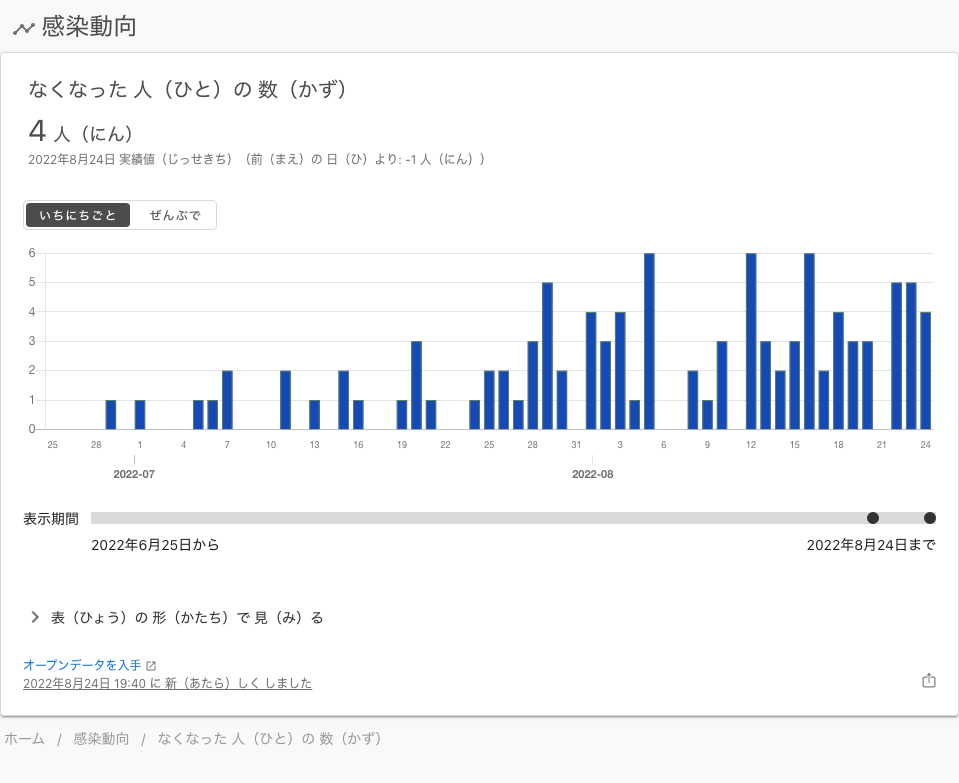 感染動向
なくなった 人（ひと）の 数（かず）
4 人（にん）
2022年8月24日 実績値（じっせきち）（前（まえ）の 日（ひ）より: -1 人（にん））
いちにちごと ぜんぶで
6
5
4
3
2
1
0
25 28 1 4 7 10 13 16 19 22 25 28 31 3 6 9 12 15 18 21 24
2022-07 2022-08
表示期間
2022年6月25日から 2022年8月24日まで
表（ひょう）の 形（かたち）で 見（み）る
オープンデータを入手
2022年8月24日 19:40 に 新（あたら）しく しました
ホーム / 感染動向 / なくなった 人（ひと）の 数（かず）